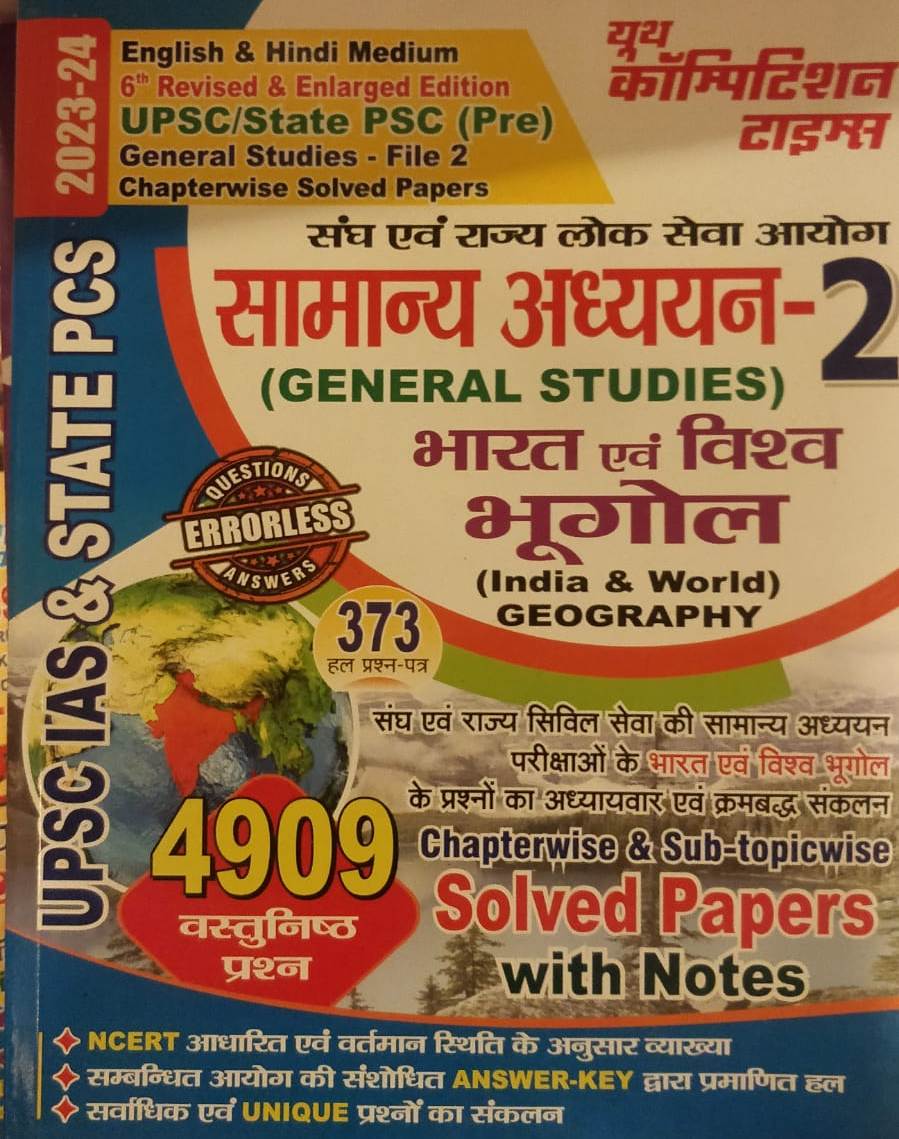 2023-24
English & Hindi Medium
6th Revised & Enlarged Edition
UPSC/State PSC (Pre)
General Studies - File 2
Chapterwise Solved Papers
यूथ
कॉम्पिटिशन
टाइम्स
संघ एवं राज्य लोक सेवा आयोग
सामान्य अध्ययन-2
(GENERAL STUDIES)
भारत एवं विश्व
भूगोल
(India & World)
GEOGRAPHY
UPSC IAS & STATE PCS
QUESTIONS
ERRORLESS
ANSWERS
373
हल प्रश्न-पत्र
संघ एवं राज्य सिविल सेवा की सामान्य अध्ययन
परीक्षाओं के भारत एवं विश्व भूगोल
के प्रश्नों का अध्यायवार एवं क्रमबद्ध संकलन
4909
वस्तुनिष्ठ
प्रश्न
Chapterwise & Sub-topicwise
Solved Papers
with Notes
NCERT आधारित एवं वर्तमान स्थिति के अनुसार व्याख्या
सम्बन्धित आयोग की संशोधित ANSWER-KEY द्वारा प्रमाणित हल
सर्वाधिक एवं UNIQUE प्रश्नों का संकलन